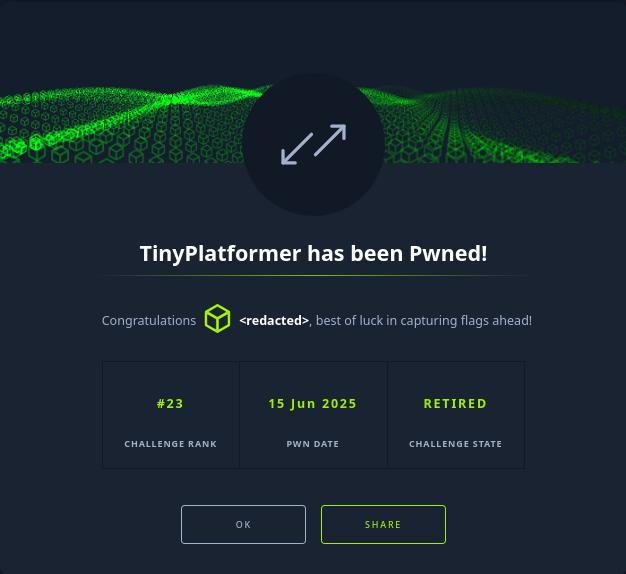 TinyPlatformer has been Pwned!
Congratulations <redacted>, best of luck in capturing flags ahead!
#23 15 Jun 2025 RETIRED
CHALLENGE RANK PWN DATE CHALLENGE STATE
OK SHARE